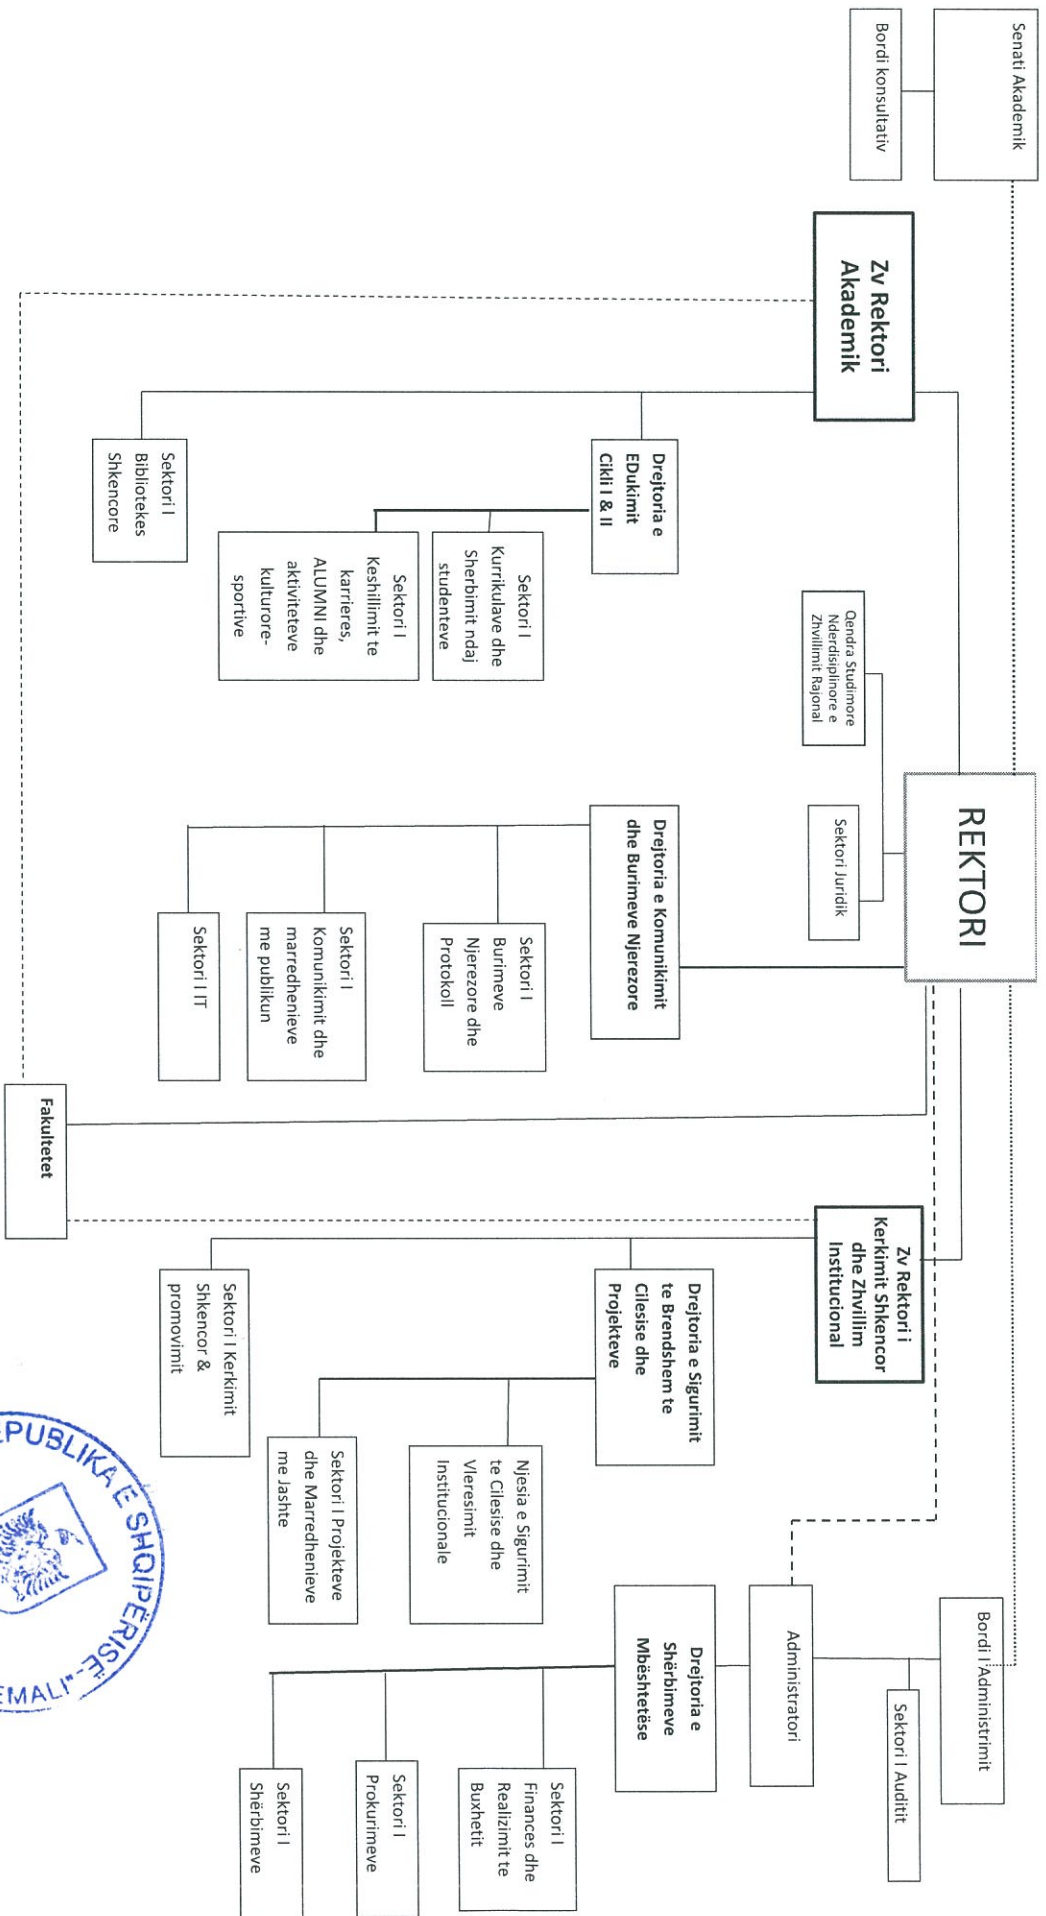 Senati Akademik
Bordi konsultativ
REKTORI
Bordi I Administrimit
Sektori I Auditit
Administratori
Zv Rektori
Akademik
Qendra Studimore
Nderdisiplinore e
Zhvillimit Rajonal
Sektori Juridik
Zv Rektori i
Kerkimit Shkencor
dhe Zhvillim
Institucional
Drejtoria e
EDukimit
Cikli I & II
Sektori I
Kurrikulave dhe
Sherbimit ndaj
studenteve
Sektori I
Keshillimit te
karrieres,
ALUMNI dhe
aktiviteteve
kulturore-
sportive
Sektori I
Bibliotekes
Shkencore
Drejtoria e Komunikimit
dhe Burimeve Njerezore
Sektori I
Burimeve
Njerezore dhe
Protokoll
Sektori I
Komunikimit dhe
marredhenieve
me publikun
Sektori I IT
Drejtoria e Sigurimit
te Brendshem te
Cilesise dhe
Projekteve
Njesia e Sigurimit
te Cilesise dhe
Vleresimit
Institucionale
Sektori I Projekteve
dhe Marredhenieve
me Jashte
Sektori I Kerkimit
Shkencor &
promovimit
Drejtoria e
Shërbimeve
Mbështetëse
Sektori I
Finances dhe
Realizimit te
Buxhetit
Sektori I
Prokurimeve
Sektori I
Shërbimeve
Fakultetet
EPUBLIKA E SHQIPËRISË-"I
EMALI"